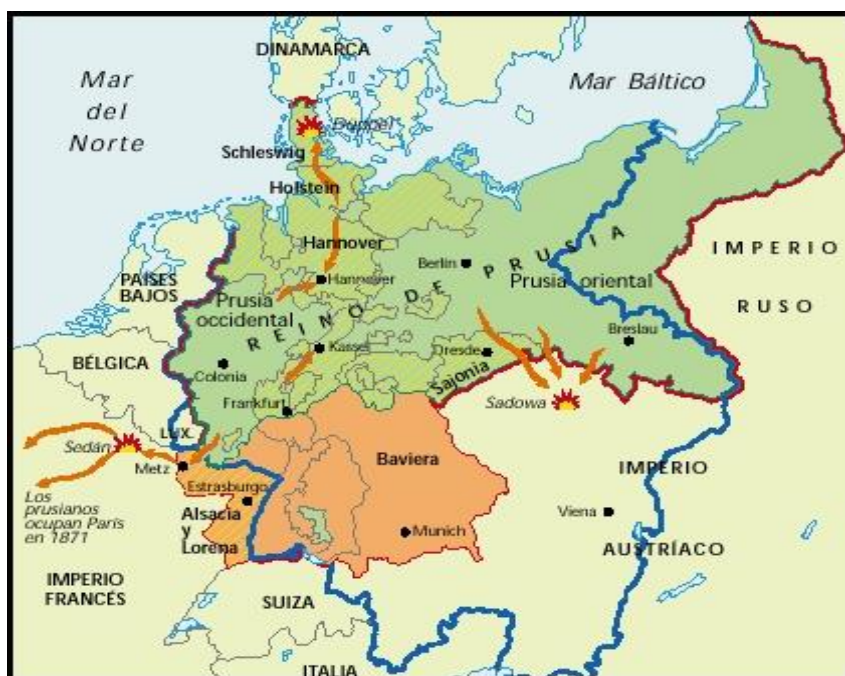 DINAMARCA
Mar
del
Norte
Mar Báltico
Duppel
Schleswig
Holstein
Hannover
Hannover
Berlín
REINO DE PRUSIA
Prusia oriental
IMPERIO
RUSO
PAÍSES
BAJOS
Prusia
occidental
Breslau
BÉLGICA
Kassel
Dresde
Colonia
Sajonia
Frankfurt
Sadowa
LUX.
Sedán
Metz
Baviera
IMPERIO
Estrasburgo
Los
prusianos
ocupan París
en 1871
Alsacia
y
Lorena
Viena
Munich
AUSTRÍACO
IMPERIO
FRANCÉS
SUIZA
ITALIA